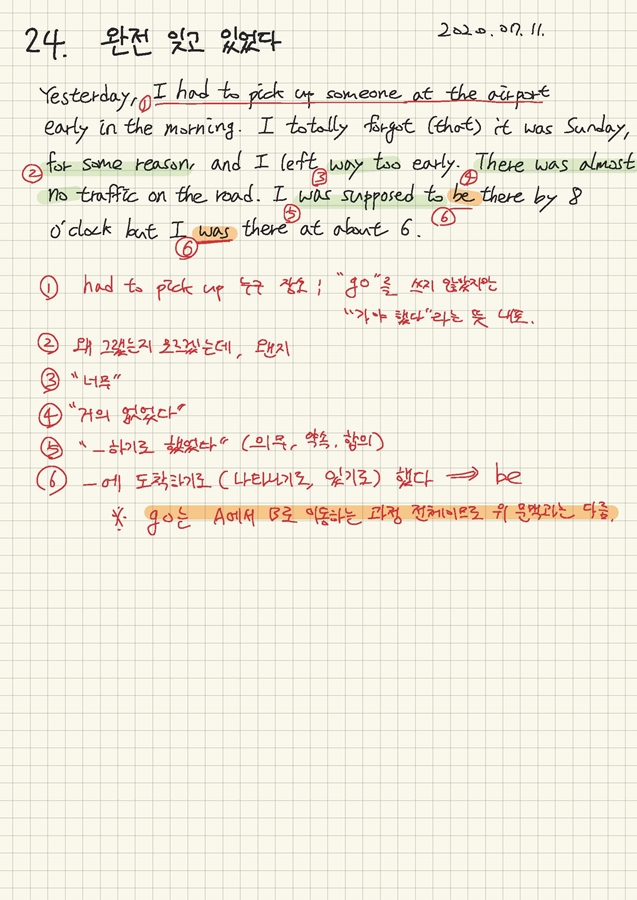 24. 완전 잊고 있었다
2020.07.11.
Yesterday, ① I had to pick up someone at the airport
early in the morning. I totally forgot (that) it was Sunday,
② for some reason, and I left ③ way too early. ④ There was almost
no traffic on the road. I ⑤ was supposed to ⑥ be there by 8
o'clock but I ⑥ was there at about 6.
① had to pick up 누구 장소 : "go"를 쓰지 않았지만
"가야 했다"라는 뜻 내포.
② 왜 그랬는지 모르겠는데, 왠지
③ "너무"
④ "거의 없었다"
⑤ "–하기로 했었다" (의무, 약속, 합의)
⑥ –에 도착하기로 (나타나기로, 있기로) 했다 ⇒ be
※ go는 A에서 B로 이동하는 과정 전체이므로 위 문맥과는 다름.